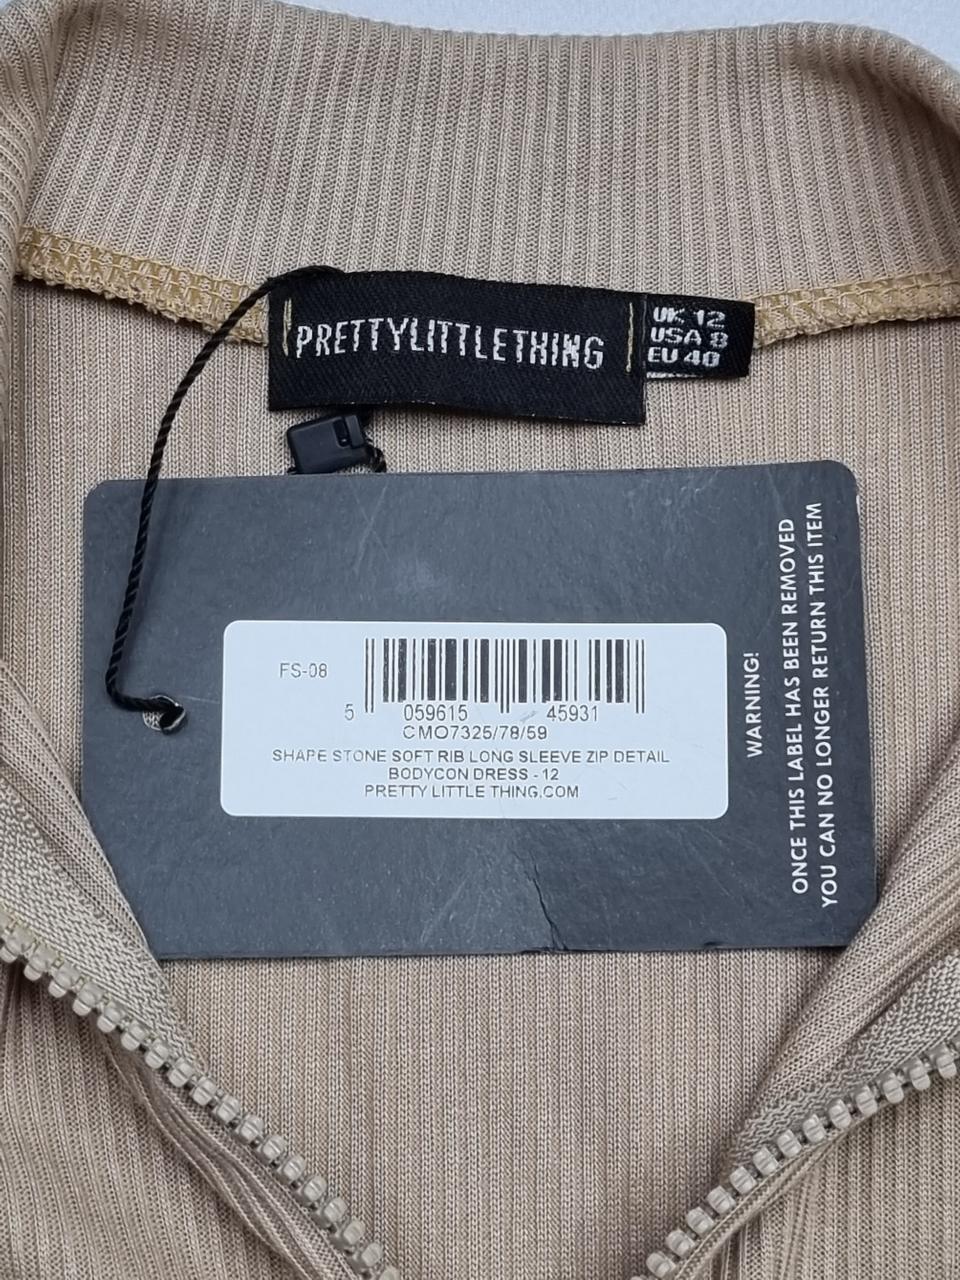 PRETTYLITTLETHING
UK 12
USA 8
EU 40
FS-08
5 059615 45931
CMO7325/78/59
SHAPE STONE SOFT RIB LONG SLEEVE ZIP DETAIL
BODYCON DRESS - 12
PRETTY LITTLE THING.COM
WARNING!
ONCE THIS LABEL HAS BEEN REMOVED
YOU CAN NO LONGER RETURN THIS ITEM